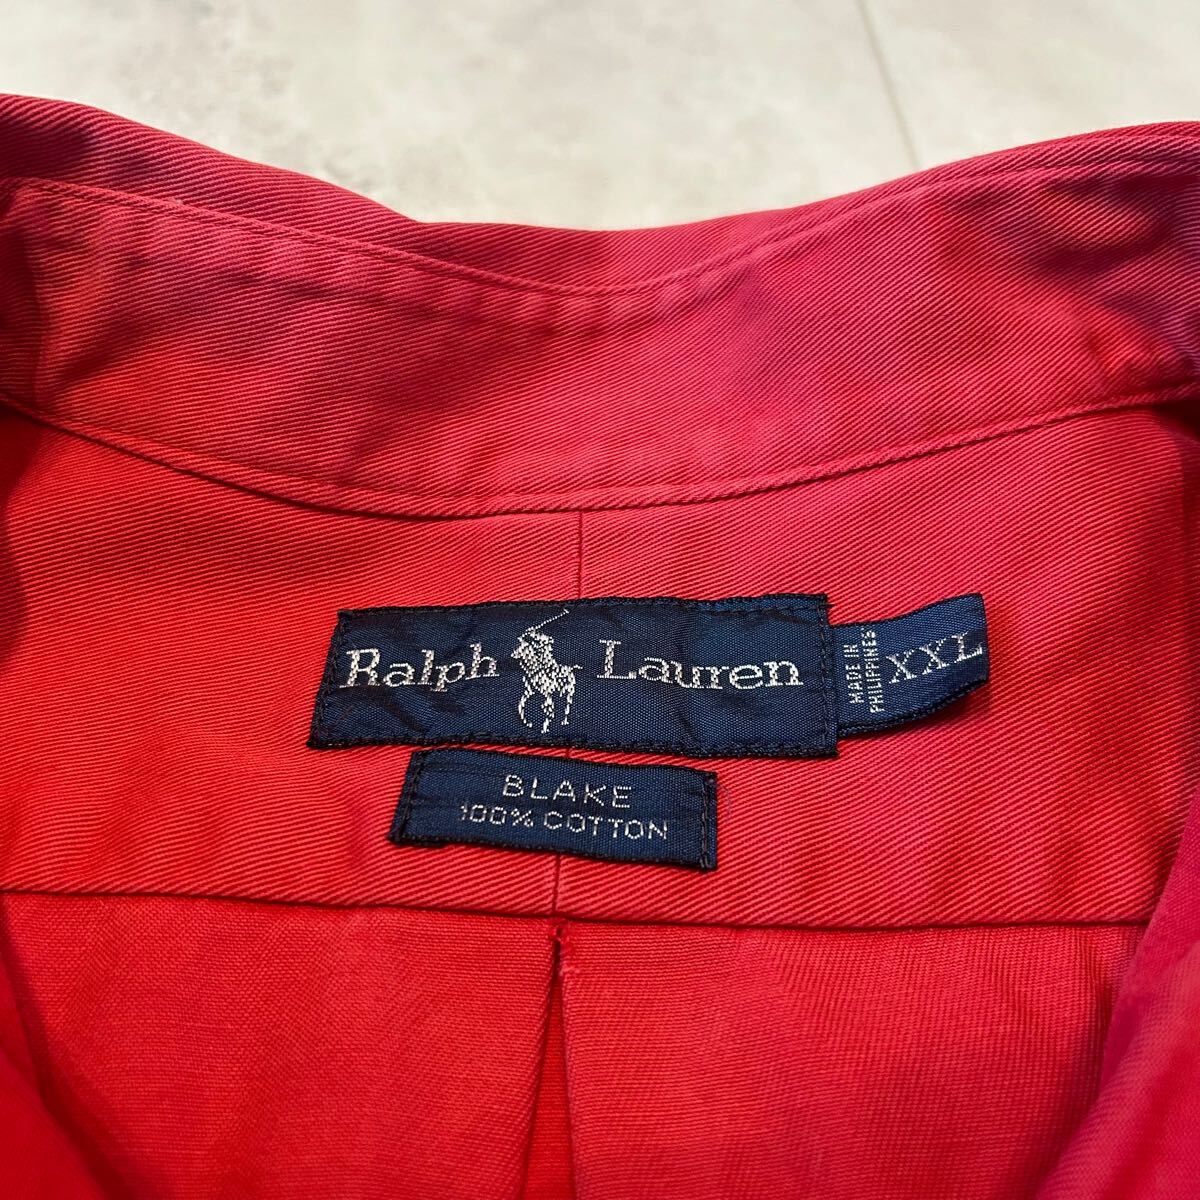 Ralph Lauren
MADE IN
PHILIPPINES
XXL
BLAKE
100% COTTON